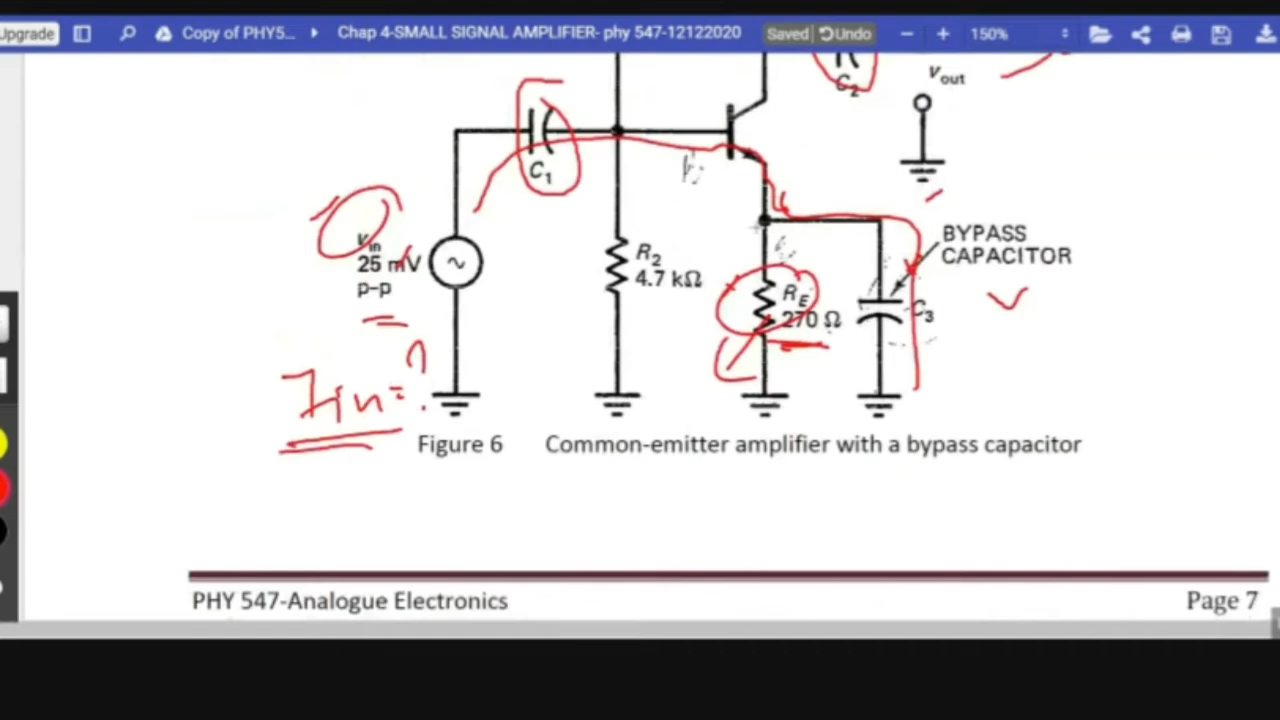 Upgrade
Copy of PHY5... Chap 4-SMALL SIGNAL AMPLIFIER- phy 547-12122020 Saved Undo − + 150%
C2
Vout
C1
BYPASS
CAPACITOR
Vin
25 mV
p-p
R2
4.7 kΩ
RE
270 Ω
C3
Zin=?
Figure 6 Common-emitter amplifier with a bypass capacitor
PHY 547-Analogue Electronics Page 7